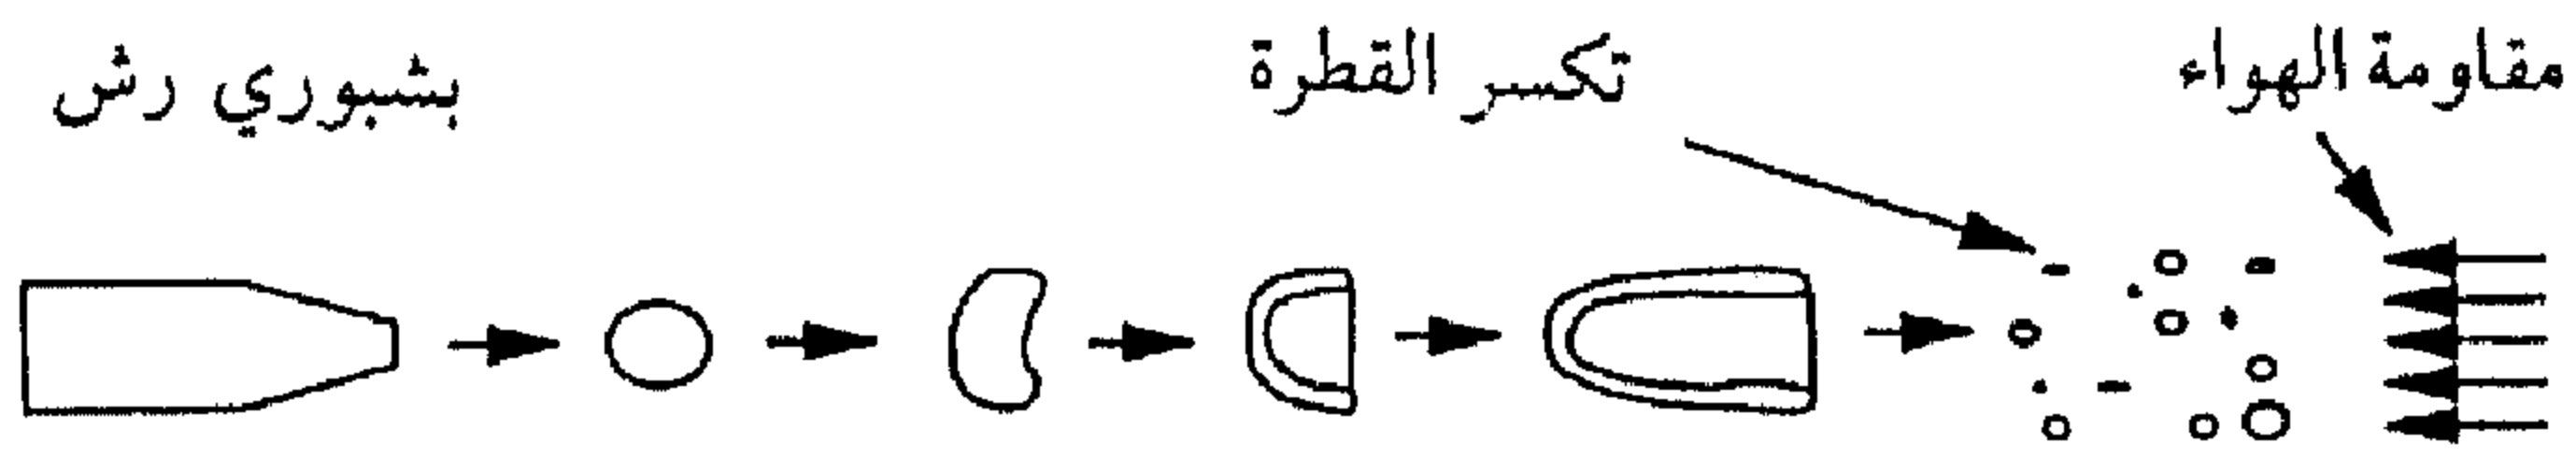 مقاومة الهواء
تكسر القطرة
بشبوري رش